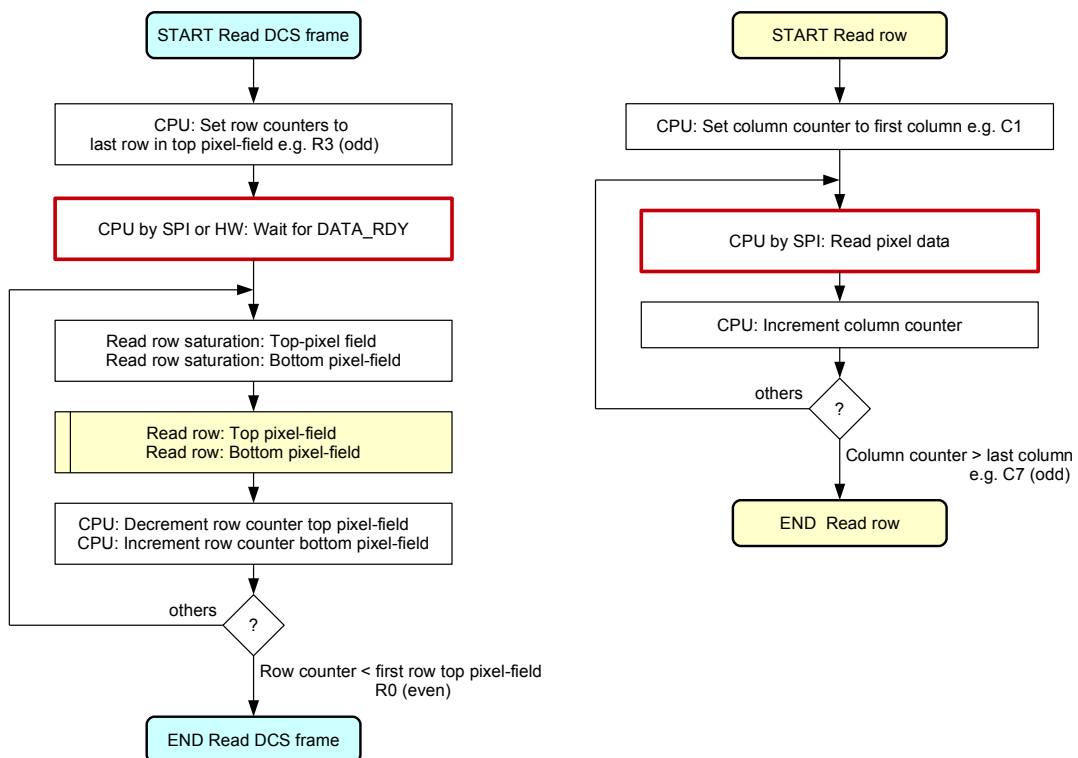 START Read DCS frame
CPU: Set row counters to
last row in top pixel-field e.g. R3 (odd)
CPU by SPI or HW: Wait for DATA_RDY
Read row saturation: Top-pixel field
Read row saturation: Bottom pixel-field
Read row: Top pixel-field
Read row: Bottom pixel-field
CPU: Decrement row counter top pixel-field
CPU: Increment row counter bottom pixel-field
others
?
Row counter < first row top pixel-field
R0 (even)
END Read DCS frame
START Read row
CPU: Set column counter to first column e.g. C1
CPU by SPI: Read pixel data
CPU: Increment column counter
others
?
Column counter > last column
e.g. C7 (odd)
END Read row